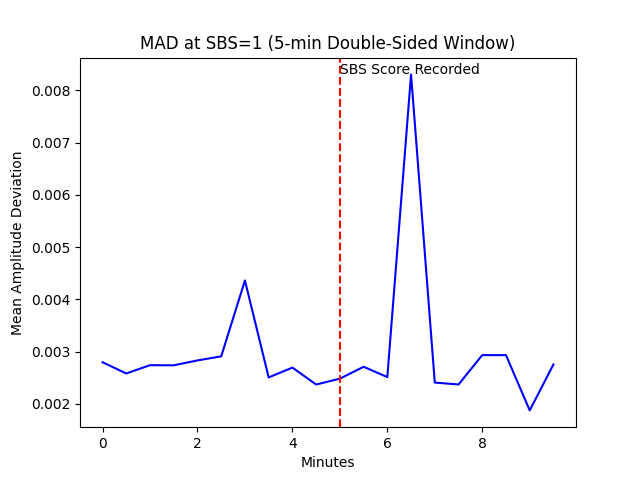 MAD at SBS=1 (5-min Double-Sided Window)
SBS Score Recorded
Mean Amplitude Deviation
0.008
0.007
0.006
0.005
0.004
0.003
0.002
0 2 4 6 8
Minutes